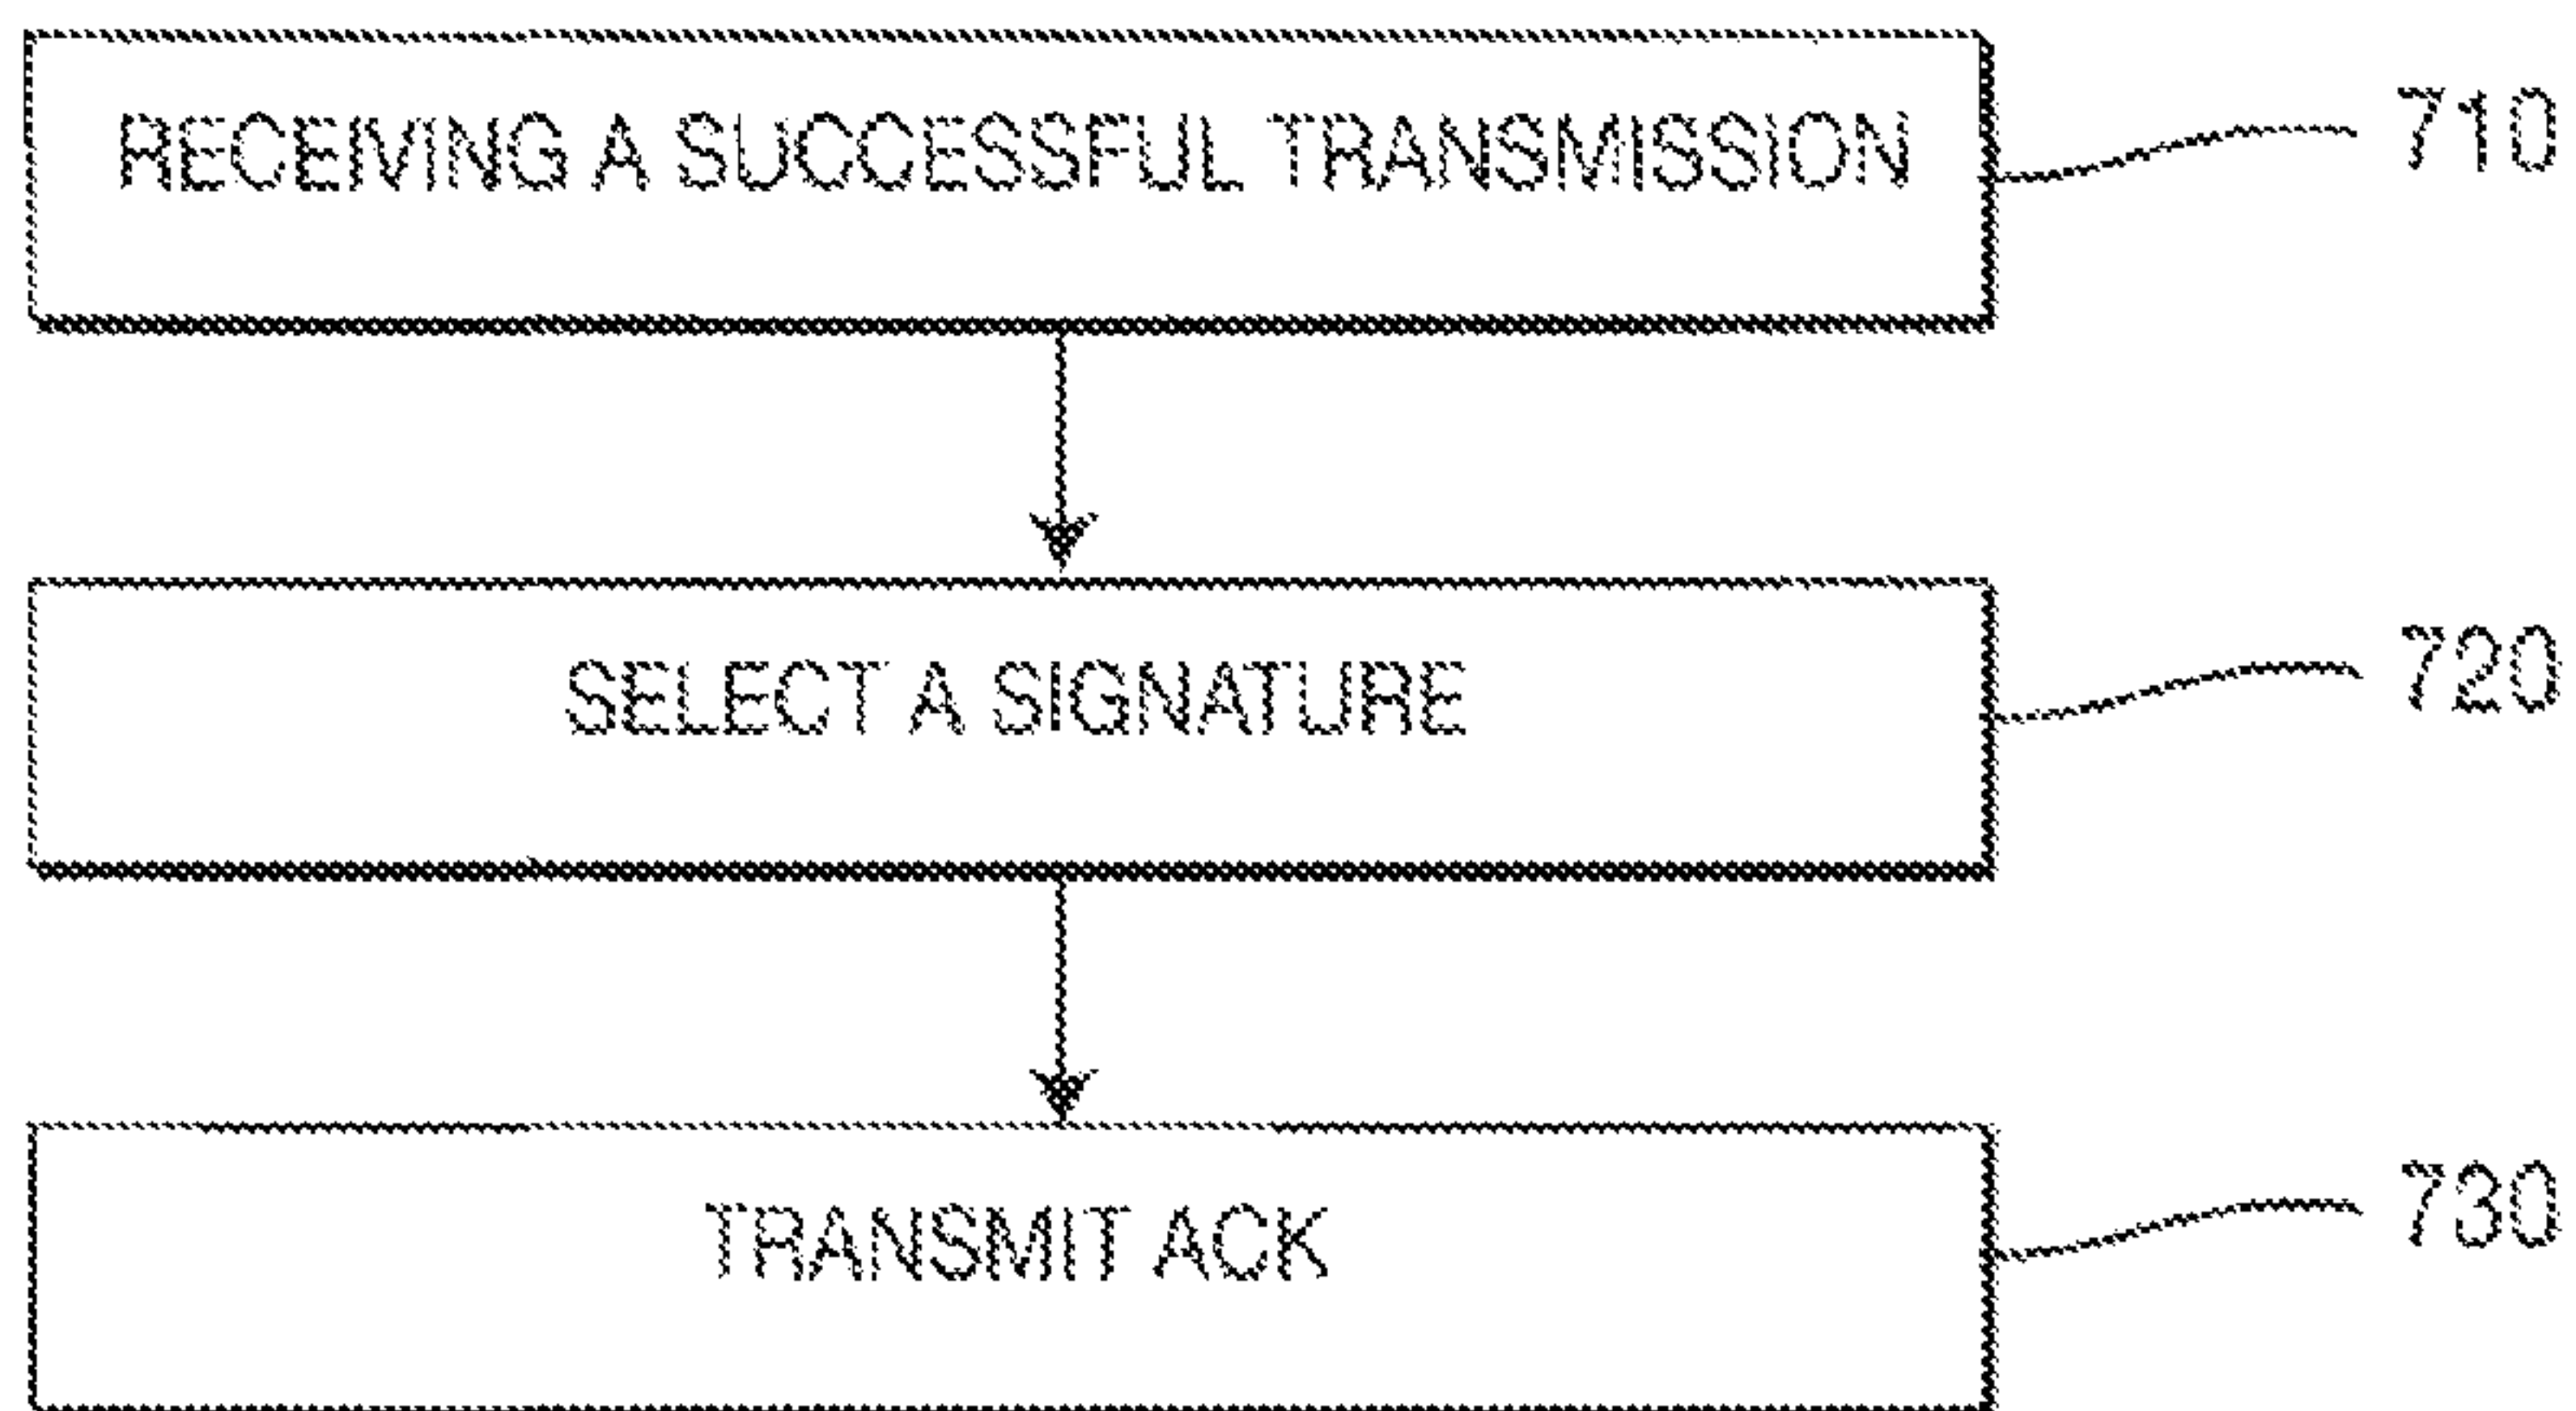 RECEIVING A SUCCESSFUL TRANSMISSION
710
SELECT A SIGNATURE
720
TRANSMIT ACK
730